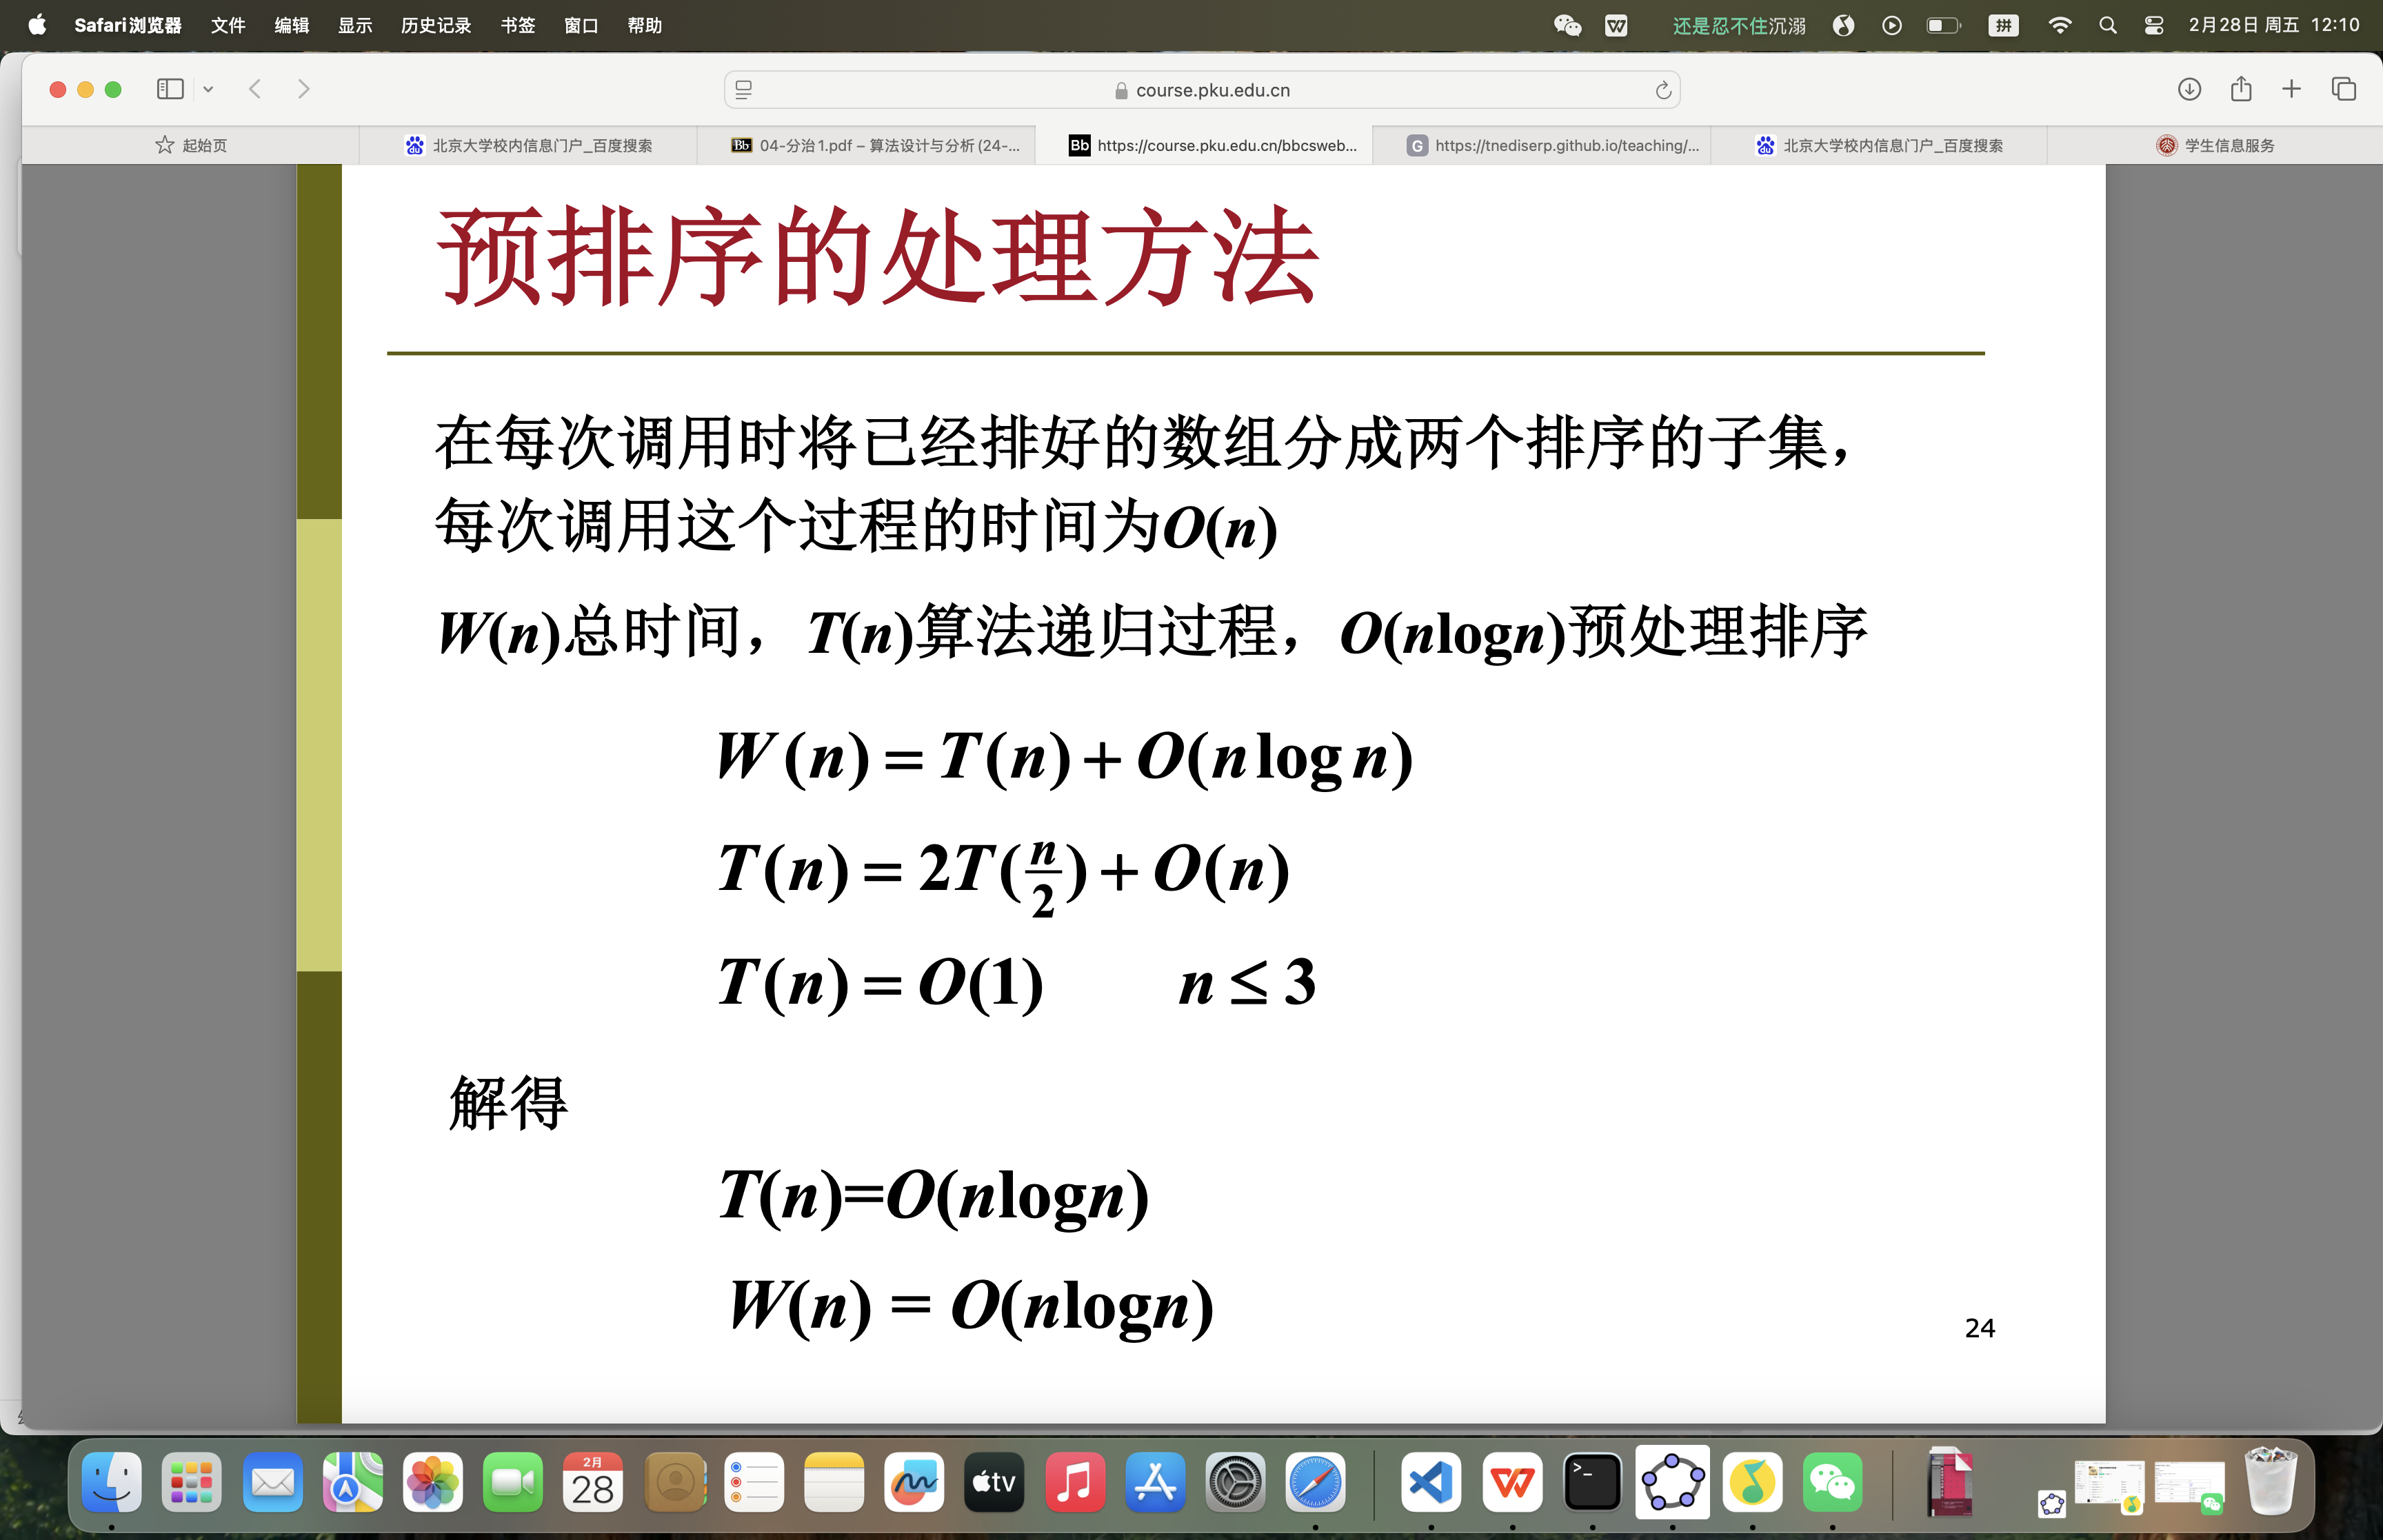 Safari浏览器 文件 编辑 显示 历史记录 书签 窗口 帮助 还是忍不住沉溺 拼 2月28日 周五 12:10
course.pku.edu.cn
起始页 北京大学校内信息门户_百度搜索 04-分治1.pdf – 算法设计与分析(24-... https://course.pku.edu.cn/bbcsweb... https://tnediserp.github.io/teaching/... 北京大学校内信息门户_百度搜索 学生信息服务
预排序的处理方法
在每次调用时将已经排好的数组分成两个排序的子集，
每次调用这个过程的时间为O(n)
W(n)总时间，T(n)算法递归过程，O(nlogn)预处理排序
W(n) = T(n) + O(n log n)
T(n) = 2T(n/2) + O(n)
T(n) = O(1) n ≤ 3
解得
T(n)=O(nlogn)
W(n) = O(nlogn)
24
2月
28
tv